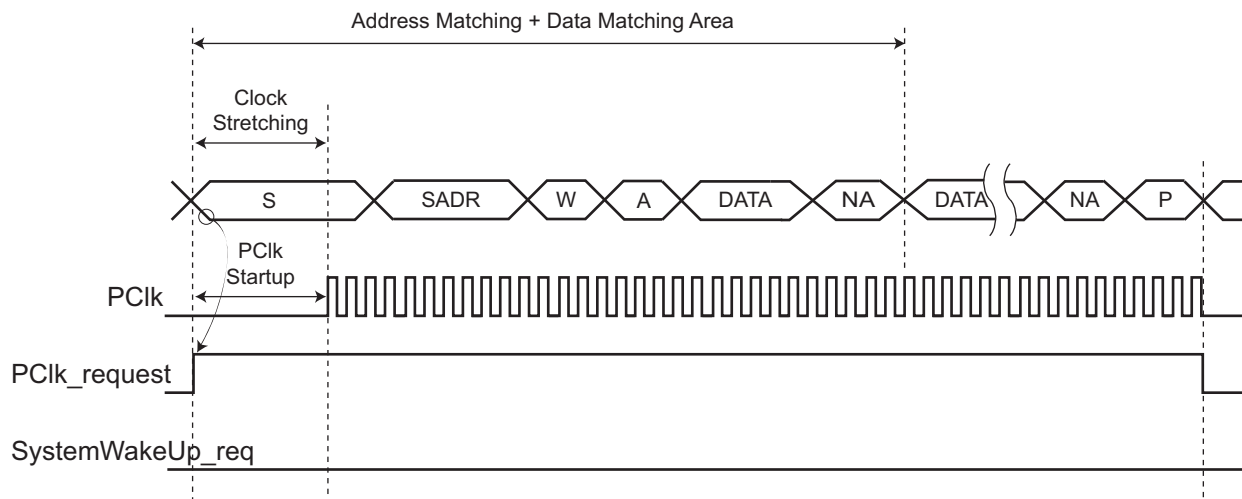 Address Matching + Data Matching Area
Clock
Stretching
S
SADR
W
A
DATA
NA
DATA
NA
P
PClk
Startup
PClk
PClk_request
SystemWakeUp_req